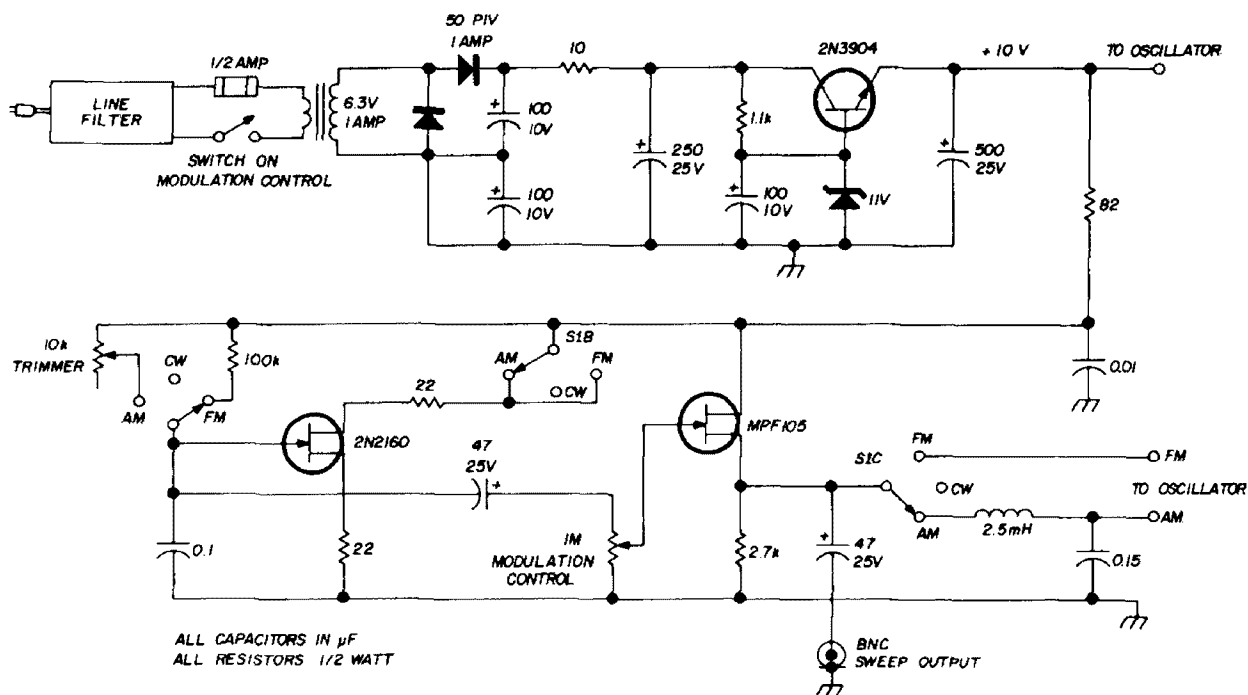 50 PIV
1 AMP
1/2 AMP
10
2N3904
+ 10 V
TO OSCILLATOR
LINE
FILTER
6.3V
1 AMP
+
100
10V
1.1k
SWITCH ON
MODULATION CONTROL
+
250
25V
+
500
25V
+
100
10V
+
100
10V
11V
82
10k
TRIMMER
CW
100k
S1B
AM
FM
CW
0.01
AM
FM
22
2N2160
MPF105
47
25V
+
FM
S1C
FM
CW
TO OSCILLATOR
AM
2.5mH
AM
0.1
22
1M
MODULATION
CONTROL
2.7k
+
47
25V
0.15
ALL CAPACITORS IN µF
ALL RESISTORS 1/2 WATT
BNC
SWEEP OUTPUT